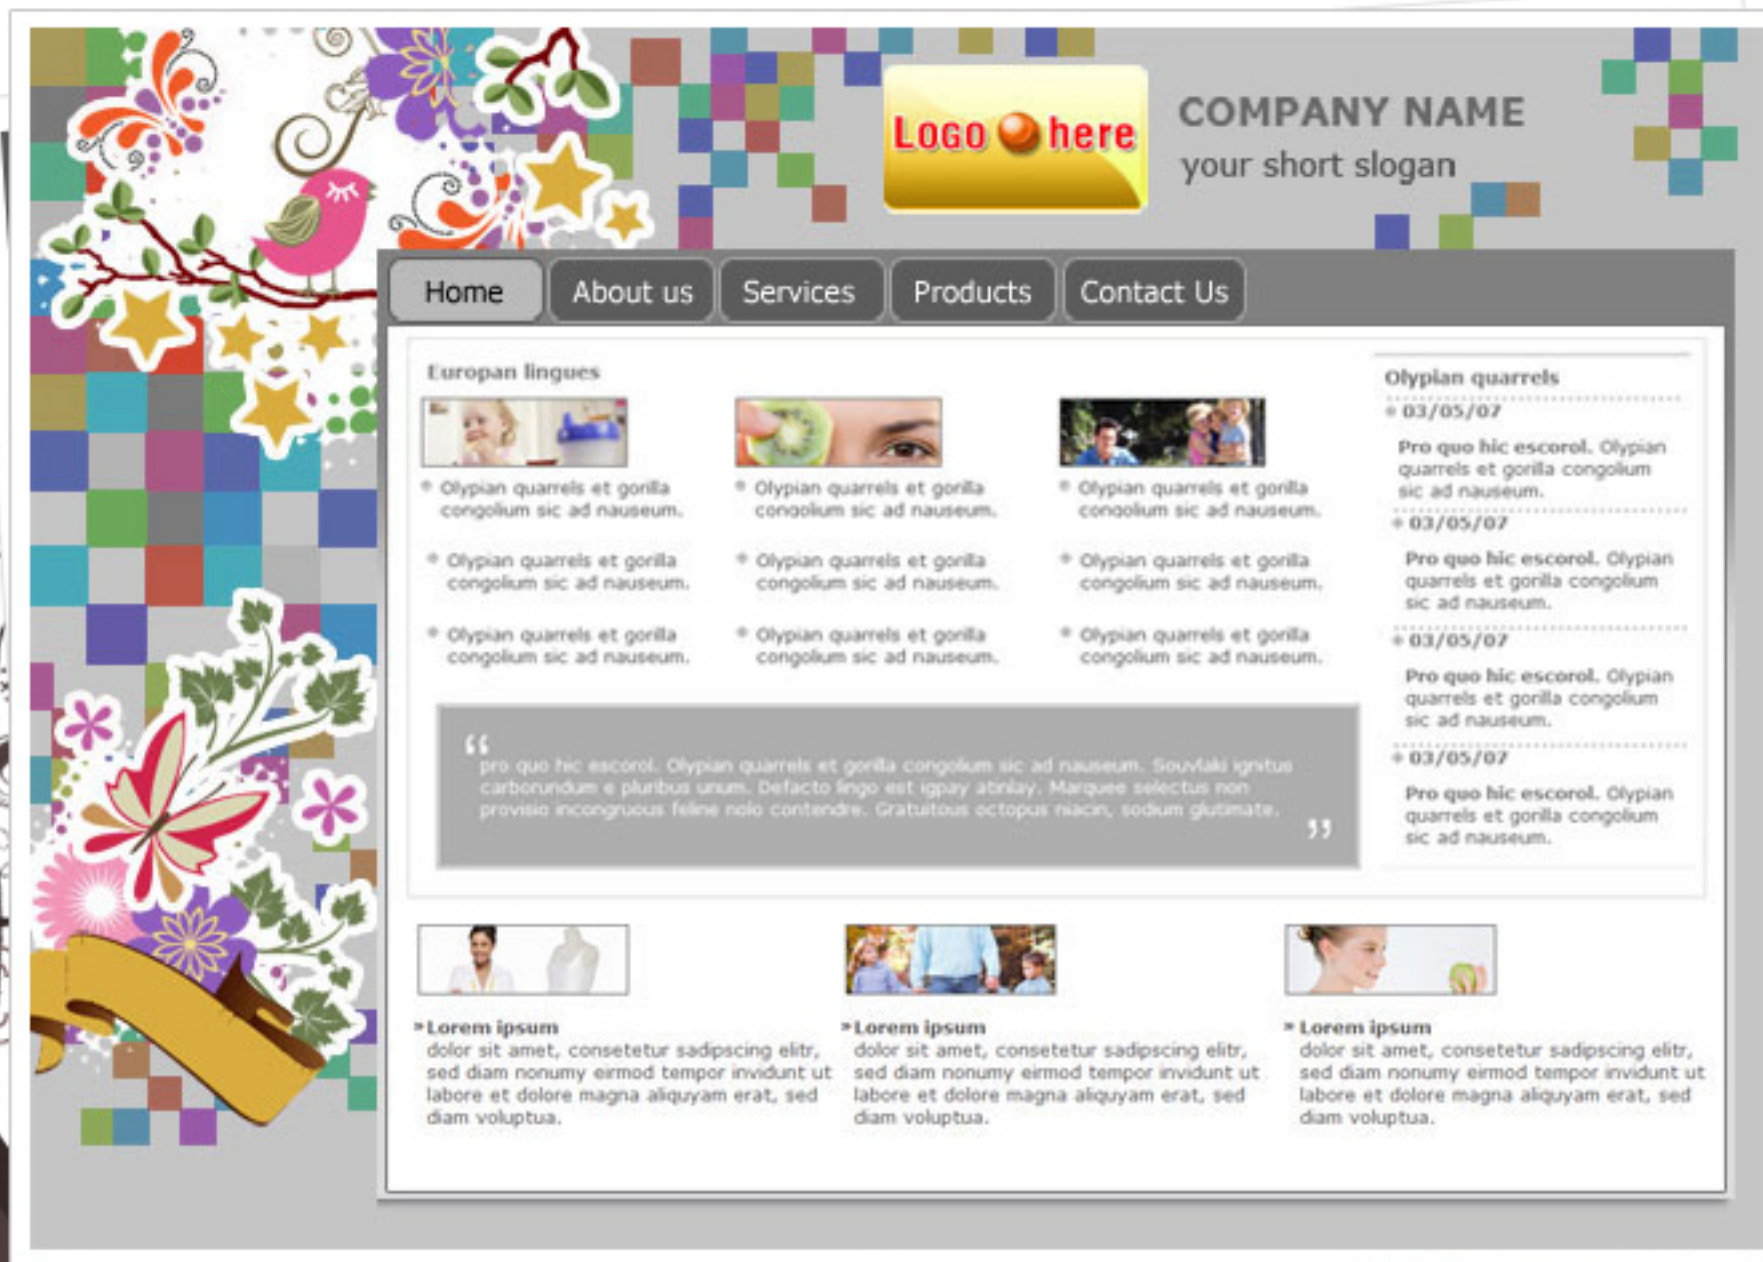 Logo here
COMPANY NAME
your short slogan
Home
About us
Services
Products
Contact Us
Europan lingues
Olypian quarrels et gorilla
congolium sic ad nauseum.
Olypian quarrels et gorilla
congolium sic ad nauseum.
Olypian quarrels et gorilla
congolium sic ad nauseum.
Olypian quarrels et gorilla
congolium sic ad nauseum.
Olypian quarrels et gorilla
congolium sic ad nauseum.
Olypian quarrels et gorilla
congolium sic ad nauseum.
Olypian quarrels et gorilla
congolium sic ad nauseum.
Olypian quarrels et gorilla
congolium sic ad nauseum.
Olypian quarrels et gorilla
congolium sic ad nauseum.
“
pro quo hic escorol. Olypian quarrels et gorilla congolium sic ad nauseum. Souvlaki ignitus
carborundum e pluribus unum. Defacto lingo est igpay atinlay. Marquee selectus non
provisio incongruous feline nolo contendre. Gratuitous octopus niacin, sodium glutimate.
”
Olypian quarrels
03/05/07
Pro quo hic escorol. Olypian
quarrels et gorilla congolium
sic ad nauseum.
03/05/07
Pro quo hic escorol. Olypian
quarrels et gorilla congolium
sic ad nauseum.
03/05/07
Pro quo hic escorol. Olypian
quarrels et gorilla congolium
sic ad nauseum.
03/05/07
Pro quo hic escorol. Olypian
quarrels et gorilla congolium
sic ad nauseum.
» Lorem ipsum
dolor sit amet, consetetur sadipscing elitr,
sed diam nonumy eirmod tempor invidunt ut
labore et dolore magna aliquyam erat, sed
diam voluptua.
» Lorem ipsum
dolor sit amet, consetetur sadipscing elitr,
sed diam nonumy eirmod tempor invidunt ut
labore et dolore magna aliquyam erat, sed
diam voluptua.
» Lorem ipsum
dolor sit amet, consetetur sadipscing elitr,
sed diam nonumy eirmod tempor invidunt ut
labore et dolore magna aliquyam erat, sed
diam voluptua.